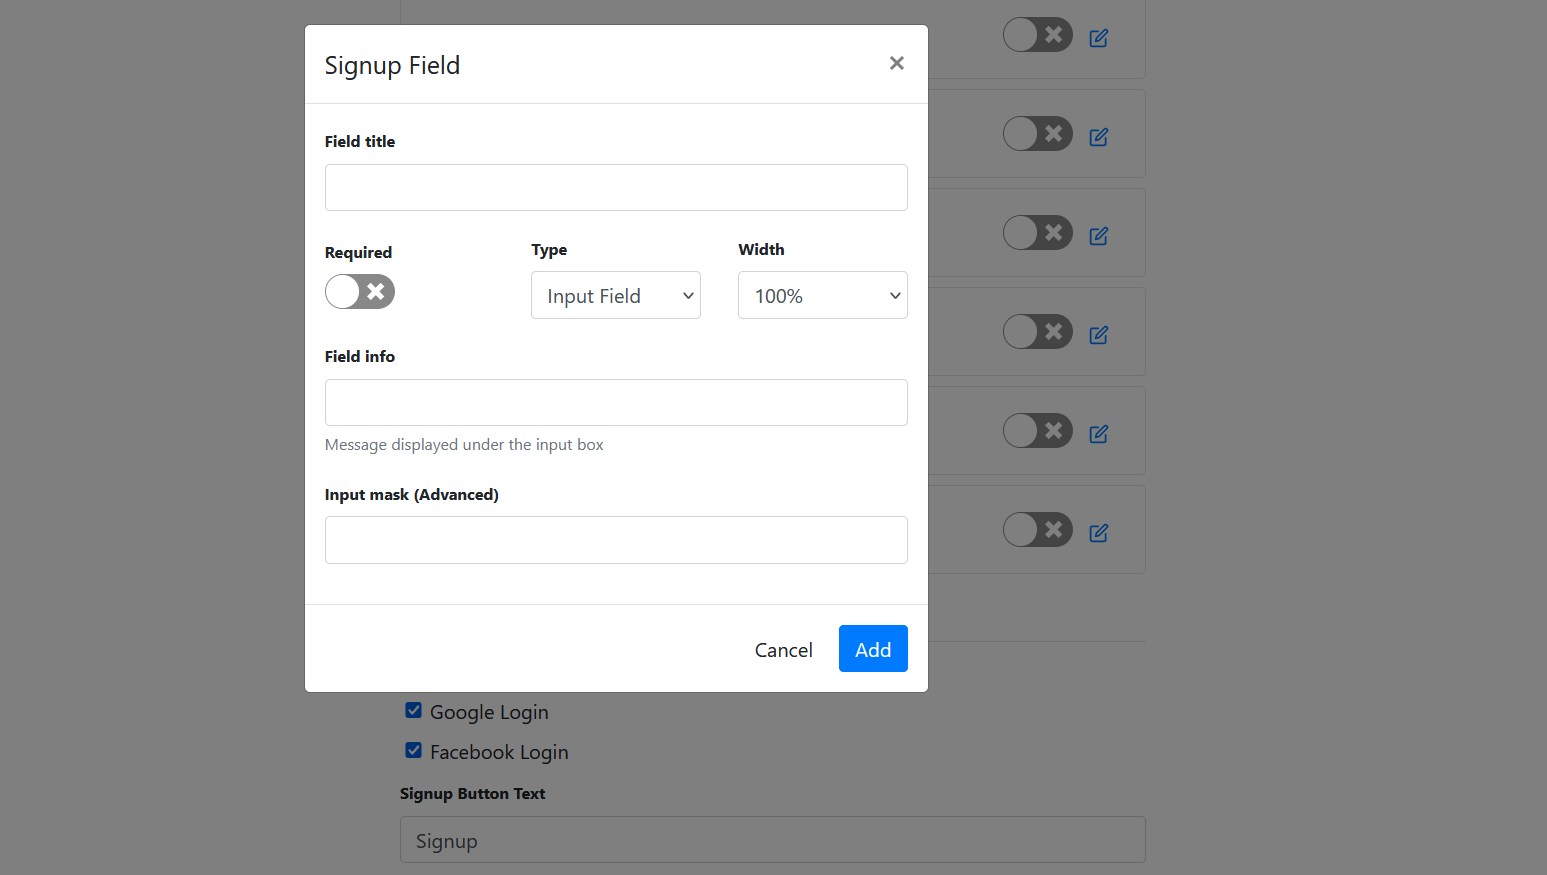 Signup Field
Field title
Required
Type
Width
Input Field
100%
Field info
Message displayed under the input box
Input mask (Advanced)
Cancel
Add
Google Login
Facebook Login
Signup Button Text
Signup